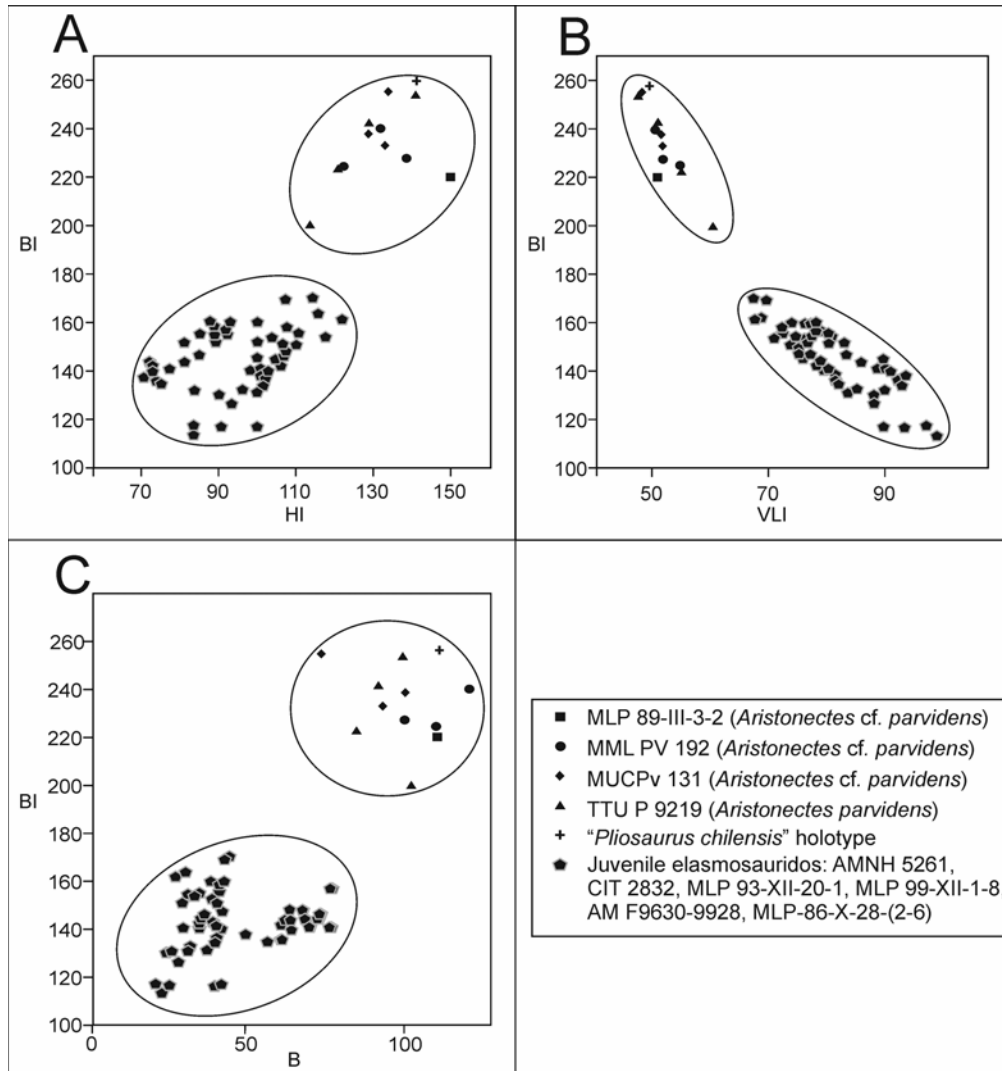 A
260
240
220
BI
200
180
160
140
120
100
70 90 110 130 150
HI
B
260
240
220
BI
200
180
160
140
120
100
50 70 90
VLI
C
260
240
220
BI
200
180
160
140
120
100
0 50 100
B
MLP 89-III-3-2 (Aristonectes cf. parvidens)
MML PV 192 (Aristonectes cf. parvidens)
MUCPv 131 (Aristonectes cf. parvidens)
TTU P 9219 (Aristonectes parvidens)
“Pliosaurus chilensis” holotype
Juvenile elasmosauridos: AMNH 5261,
CIT 2832, MLP 93-XII-20-1, MLP 99-XII-1-8
AM F9630-9928, MLP-86-X-28-(2-6)